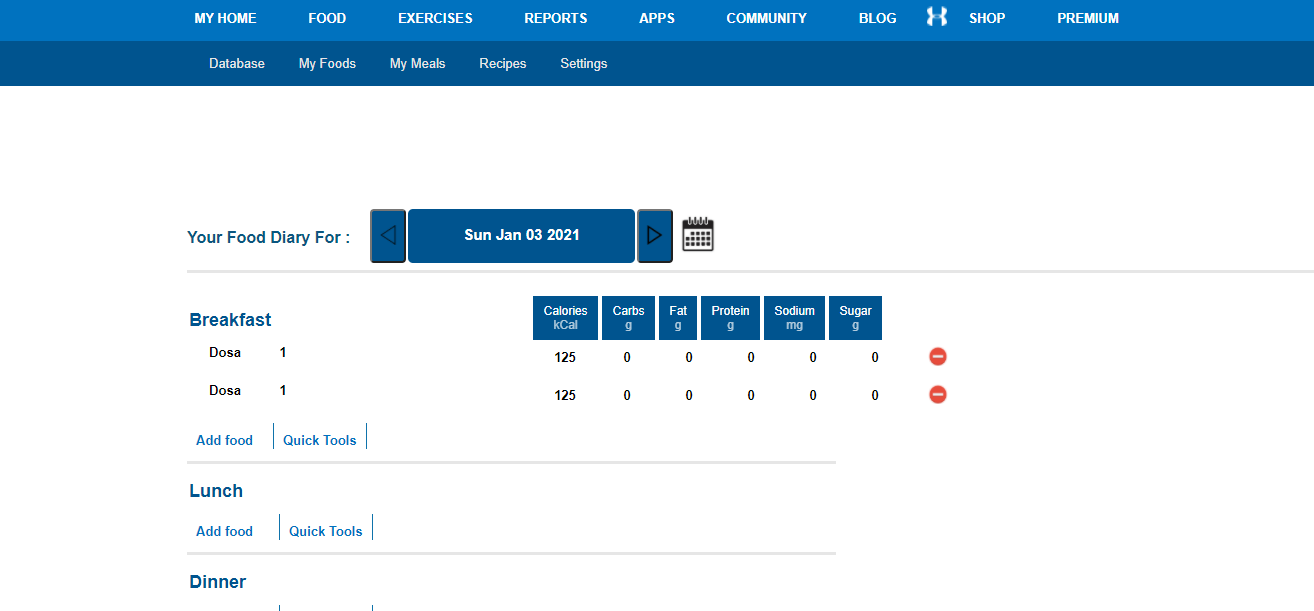 MY HOME FOOD EXERCISES REPORTS APPS COMMUNITY BLOG SHOP PREMIUM
Database My Foods My Meals Recipes Settings
Your Food Diary For : Sun Jan 03 2021
Breakfast Calories Carbs Fat Protein Sodium Sugar
kCal g g g mg g
Dosa 1 125 0 0 0 0 0
Dosa 1 125 0 0 0 0 0
Add food Quick Tools
Lunch
Add food Quick Tools
Dinner